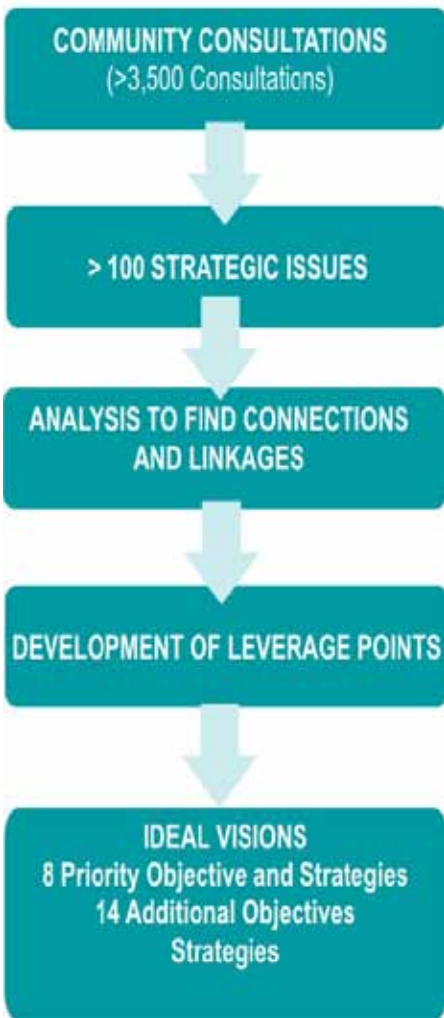 COMMUNITY CONSULTATIONS
(>3,500 Consultations)
> 100 STRATEGIC ISSUES
ANALYSIS TO FIND CONNECTIONS
AND LINKAGES
DEVELOPMENT OF LEVERAGE POINTS
IDEAL VISIONS
8 Priority Objective and Strategies
14 Additional Objectives
Strategies